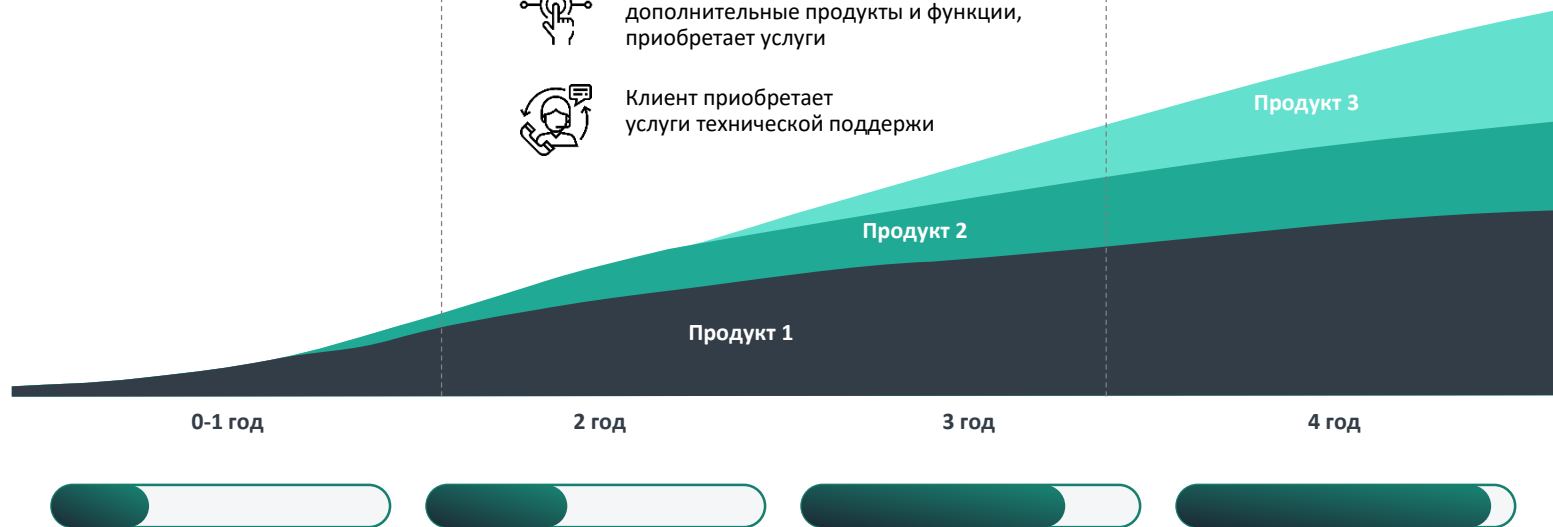 дополнительные продукты и функции,
приобретает услуги
Клиент приобретает
услуги технической поддержи
Продукт 3
Продукт 2
Продукт 1
0-1 год
2 год
3 год
4 год